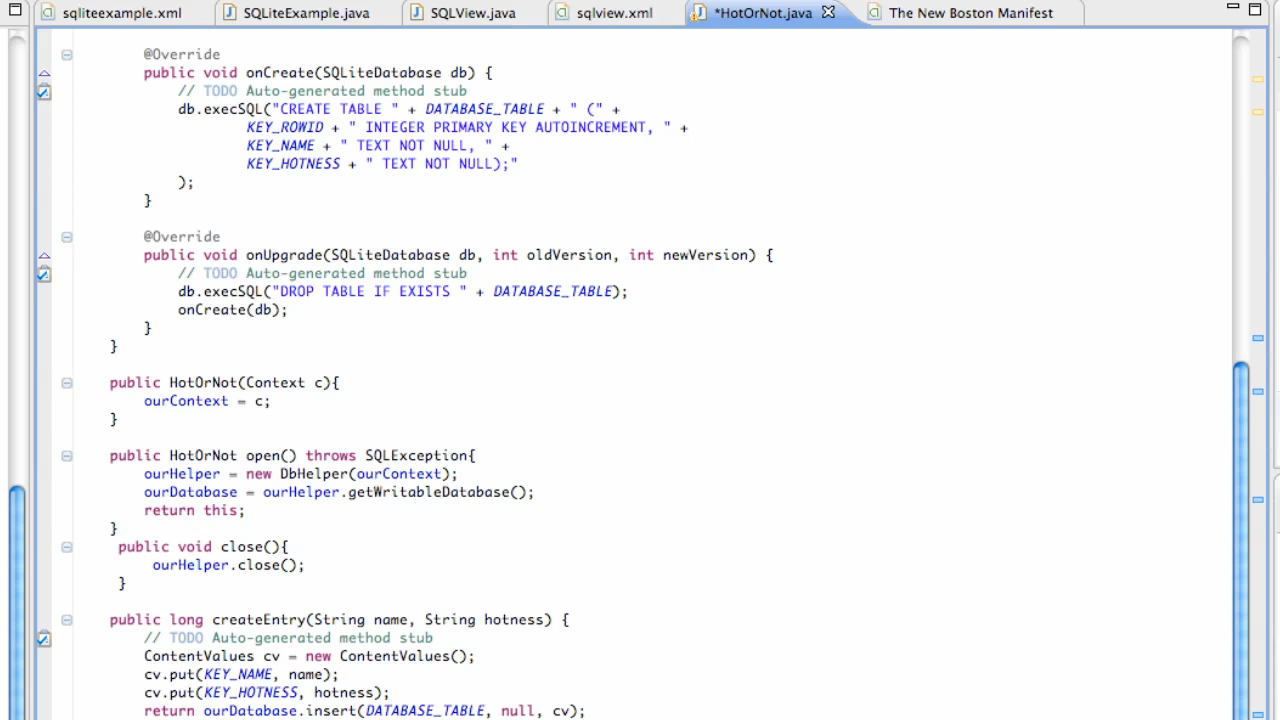 sqliteexample.xml SQLiteExample.java SQLView.java sqlview.xml *HotOrNot.java The New Boston Manifest
@Override
public void onCreate(SQLiteDatabase db) {
// TODO Auto-generated method stub
db.execSQL("CREATE TABLE " + DATABASE_TABLE + " (" +
KEY_ROWID + " INTEGER PRIMARY KEY AUTOINCREMENT, " +
KEY_NAME + " TEXT NOT NULL, " +
KEY_HOTNESS + " TEXT NOT NULL);"
);
}
@Override
public void onUpgrade(SQLiteDatabase db, int oldVersion, int newVersion) {
// TODO Auto-generated method stub
db.execSQL("DROP TABLE IF EXISTS " + DATABASE_TABLE);
onCreate(db);
}
}
public HotOrNot(Context c){
ourContext = c;
}
public HotOrNot open() throws SQLException{
ourHelper = new DbHelper(ourContext);
ourDatabase = ourHelper.getWritableDatabase();
return this;
}
public void close(){
ourHelper.close();
}
public long createEntry(String name, String hotness) {
// TODO Auto-generated method stub
ContentValues cv = new ContentValues();
cv.put(KEY_NAME, name);
cv.put(KEY_HOTNESS, hotness);
return ourDatabase.insert(DATABASE_TABLE, null, cv);